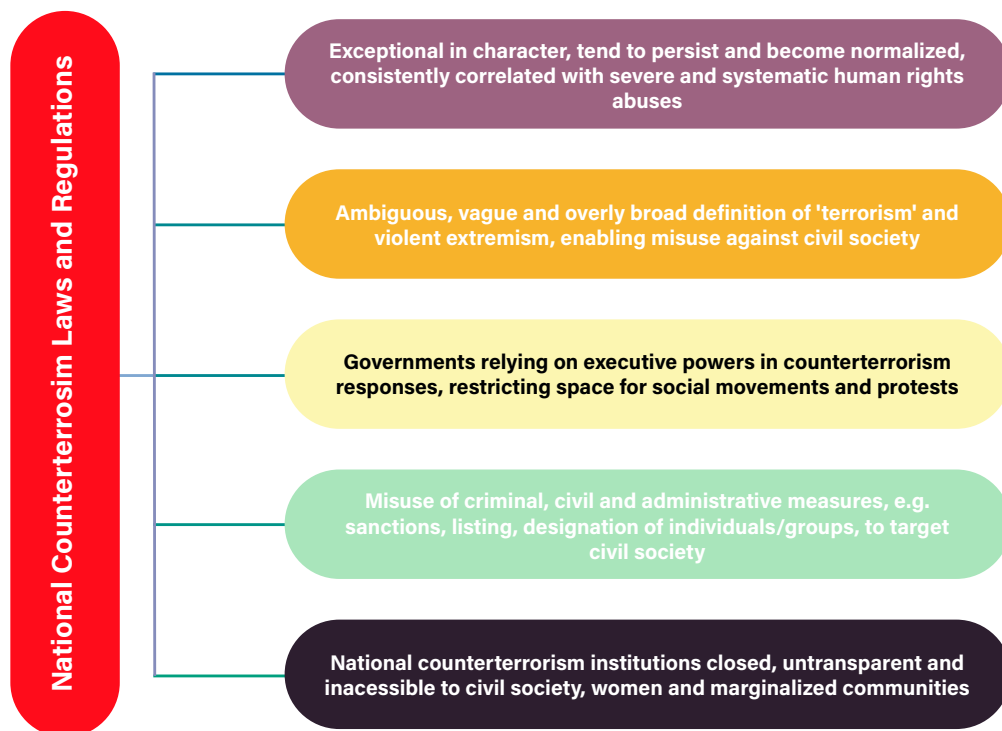 National Counterterrosim Laws and Regulations
Exceptional in character, tend to persist and become normalized,
consistently correlated with severe and systematic human rights
abuses
Ambiguous, vague and overly broad definition of 'terrorism' and
violent extremism, enabling misuse against civil society
Governments relying on executive powers in counterterrorism
responses, restricting space for social movements and protests
Misuse of criminal, civil and administrative measures, e.g.
sanctions, listing, designation of individuals/groups, to target
civil society
National counterterrorism institutions closed, untransparent and
inacessible to civil society, women and marginalized communities